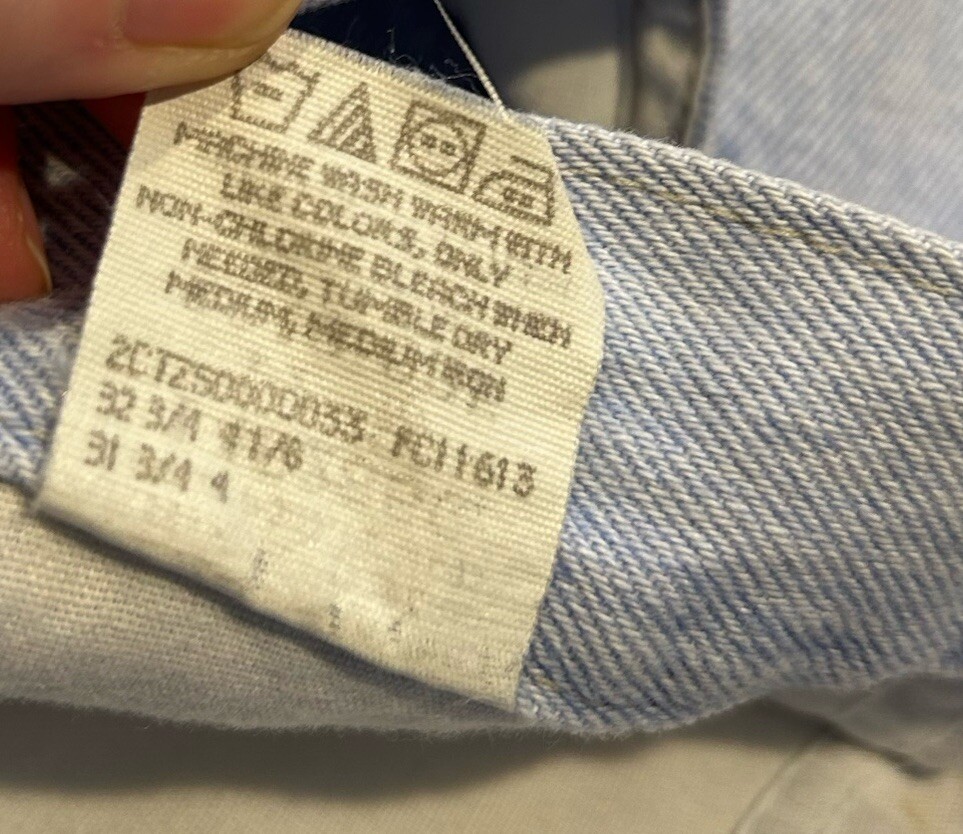 MACHINE WASH WARM WITH
LIKE COLORS, ONLY
NON-CHLORINE BLEACH WHEN
NEEDED, TUMBLE DRY
MEDIUM, MEDIUM IRON
32 3/4
31 3/4 4